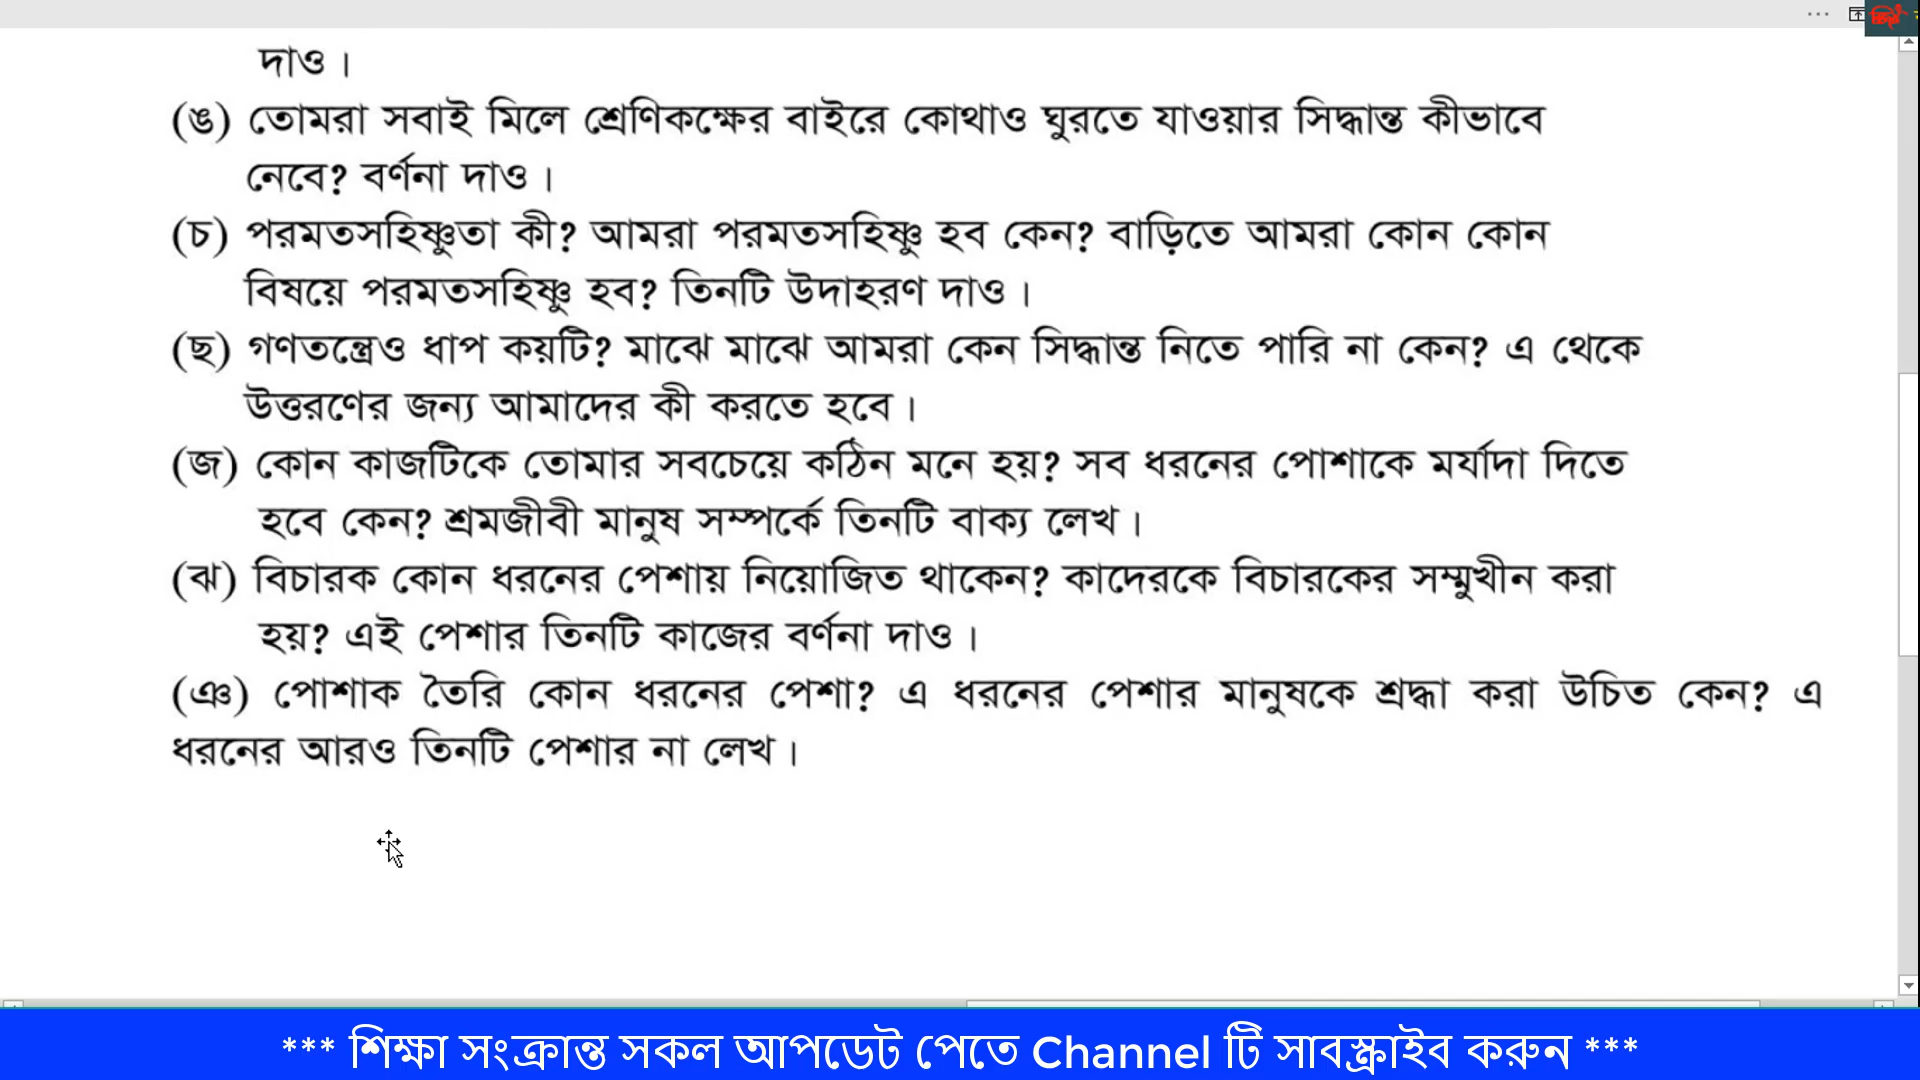 দাও।
(ঙ) তোমরা সবাই মিলে শ্রেণিকক্ষের বাইরে কোথাও ঘুরতে যাওয়ার সিদ্ধান্ত কীভাবে
নেবে? বর্ণনা দাও।
(চ) পরমতসহিষ্ণুতা কী? আমরা পরমতসহিষ্ণু হব কেন? বাড়িতে আমরা কোন কোন
বিষয়ে পরমতসহিষ্ণু হব? তিনটি উদাহরণ দাও।
(ছ) গণতন্ত্রেও ধাপ কয়টি? মাঝে মাঝে আমরা কেন সিদ্ধান্ত নিতে পারি না কেন? এ থেকে
উত্তরণের জন্য আমাদের কী করতে হবে।
(জ) কোন কাজটিকে তোমার সবচেয়ে কঠিন মনে হয়? সব ধরনের পোশাকে মর্যাদা দিতে
হবে কেন? শ্রমজীবী মানুষ সম্পর্কে তিনটি বাক্য লেখ।
(ঝ) বিচারক কোন ধরনের পেশায় নিয়োজিত থাকেন? কাদেরকে বিচারকের সম্মুখীন করা
হয়? এই পেশার তিনটি কাজের বর্ণনা দাও।
(ঞ) পোশাক তৈরি কোন ধরনের পেশা? এ ধরনের পেশার মানুষকে শ্রদ্ধা করা উচিত কেন? এ
ধরনের আরও তিনটি পেশার না লেখ।
*** শিক্ষা সংক্রান্ত সকল আপডেট পেতে Channel টি সাবস্ক্রাইব করুন ***